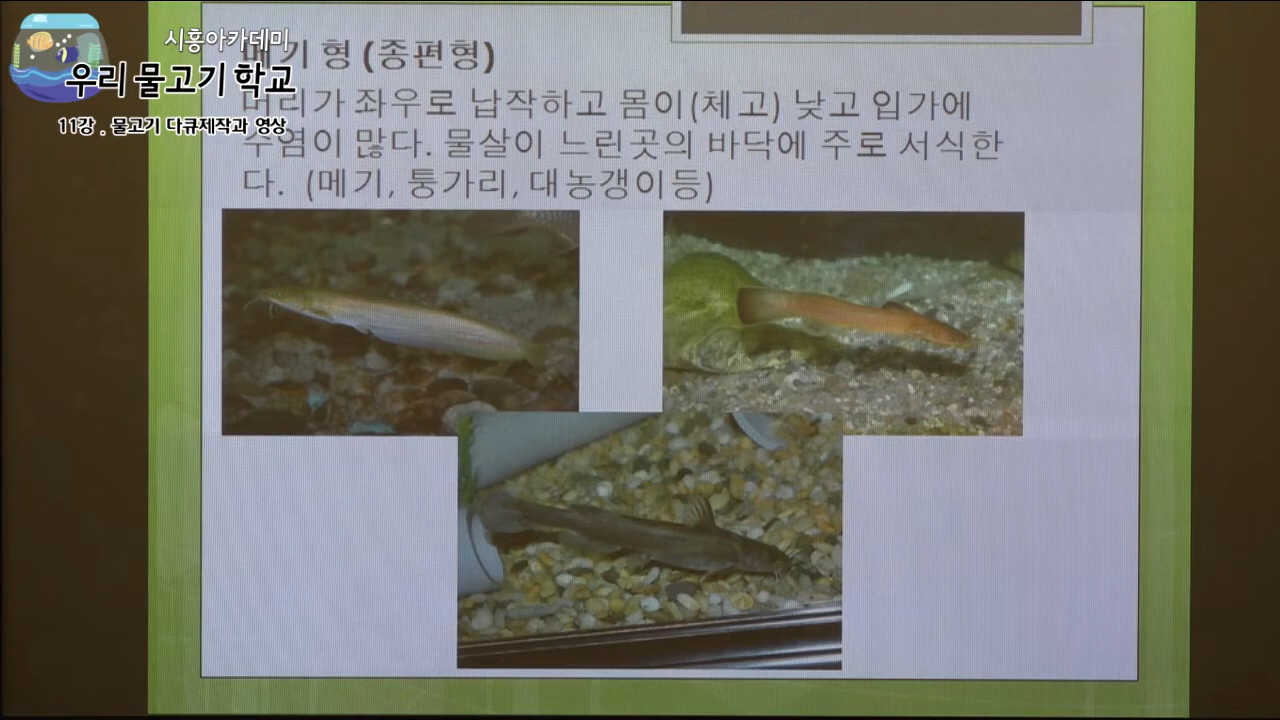 시흥아카데미
우리 물고기 학교
11강 . 물고기 다큐제작과 영상
메기 형 (종편형)
머리가 좌우로 납작하고 몸이(체고) 낮고 입가에
수염이 많다. 물살이 느린곳의 바닥에 주로 서식한
다. (메기, 퉁가리, 대농갱이등)